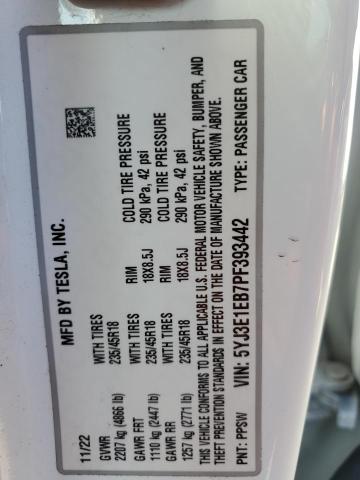 MFD BY TESLA, INC.
11/22
GVWR WITH TIRES RIM COLD TIRE PRESSURE
2207 kg (4866 lb) 235/45R18 18X8.5J 290 kPa, 42 psi
GAWR FRT WITH TIRES RIM COLD TIRE PRESSURE
1110 kg (2447 lb) 235/45R18 18X8.5J 290 kPa, 42 psi
GAWR RR
1257 kg (2771 lb)
THIS VEHICLE CONFORMS TO ALL APPLICABLE U.S. FEDERAL MOTOR VEHICLE SAFETY, BUMPER, AND
THEFT PREVENTION STANDARDS IN EFFECT ON THE DATE OF MANUFACTURE SHOWN ABOVE.
VIN: 5YJ3E1EB7PF393442 TYPE: PASSENGER CAR
PNT: PPSW